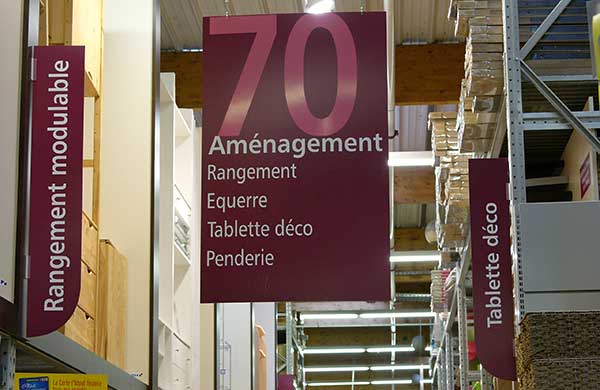 Rangement modulable
70
Aménagement
Rangement
Equerre
Tablette déco
Penderie
Tablette déco